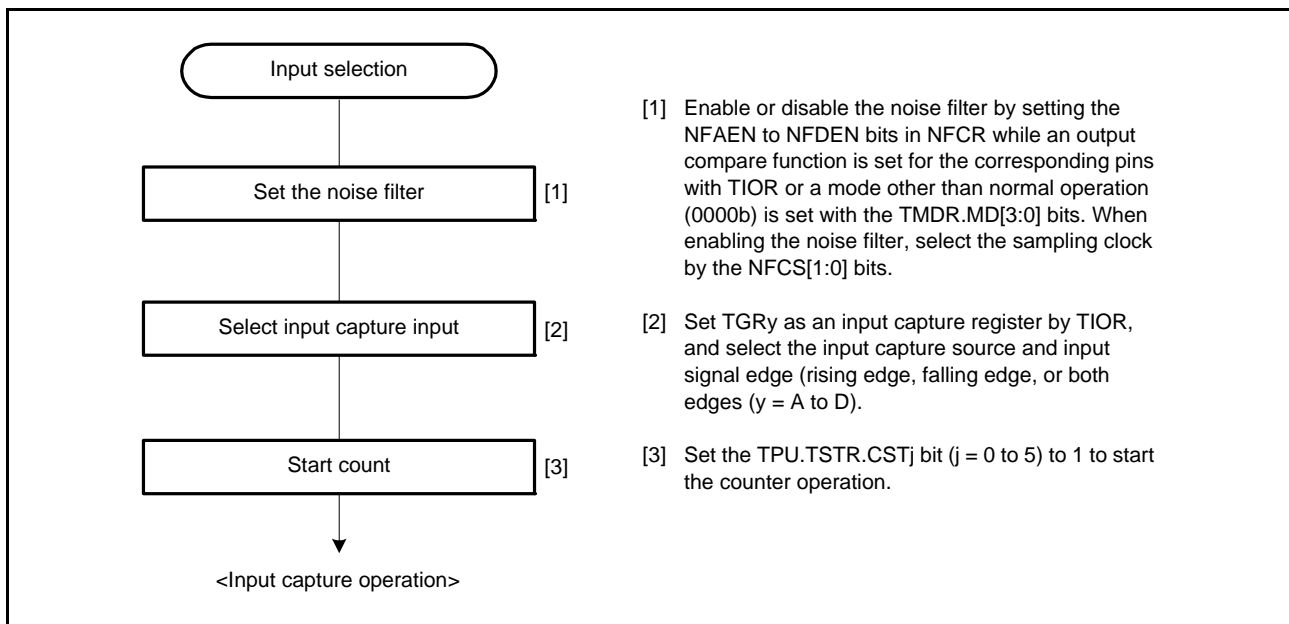 Input selection
Set the noise filter
[1]
Select input capture input
[2]
Start count
[3]
<Input capture operation>
[1] Enable or disable the noise filter by setting the
NFAEN to NFDEN bits in NFCR while an output
compare function is set for the corresponding pins
with TIOR or a mode other than normal operation
(0000b) is set with the TMDR.MD[3:0] bits. When
enabling the noise filter, select the sampling clock
by the NFCS[1:0] bits.
[2] Set TGRy as an input capture register by TIOR,
and select the input capture source and input
signal edge (rising edge, falling edge, or both
edges (y = A to D).
[3] Set the TPU.TSTR.CSTj bit (j = 0 to 5) to 1 to start
the counter operation.